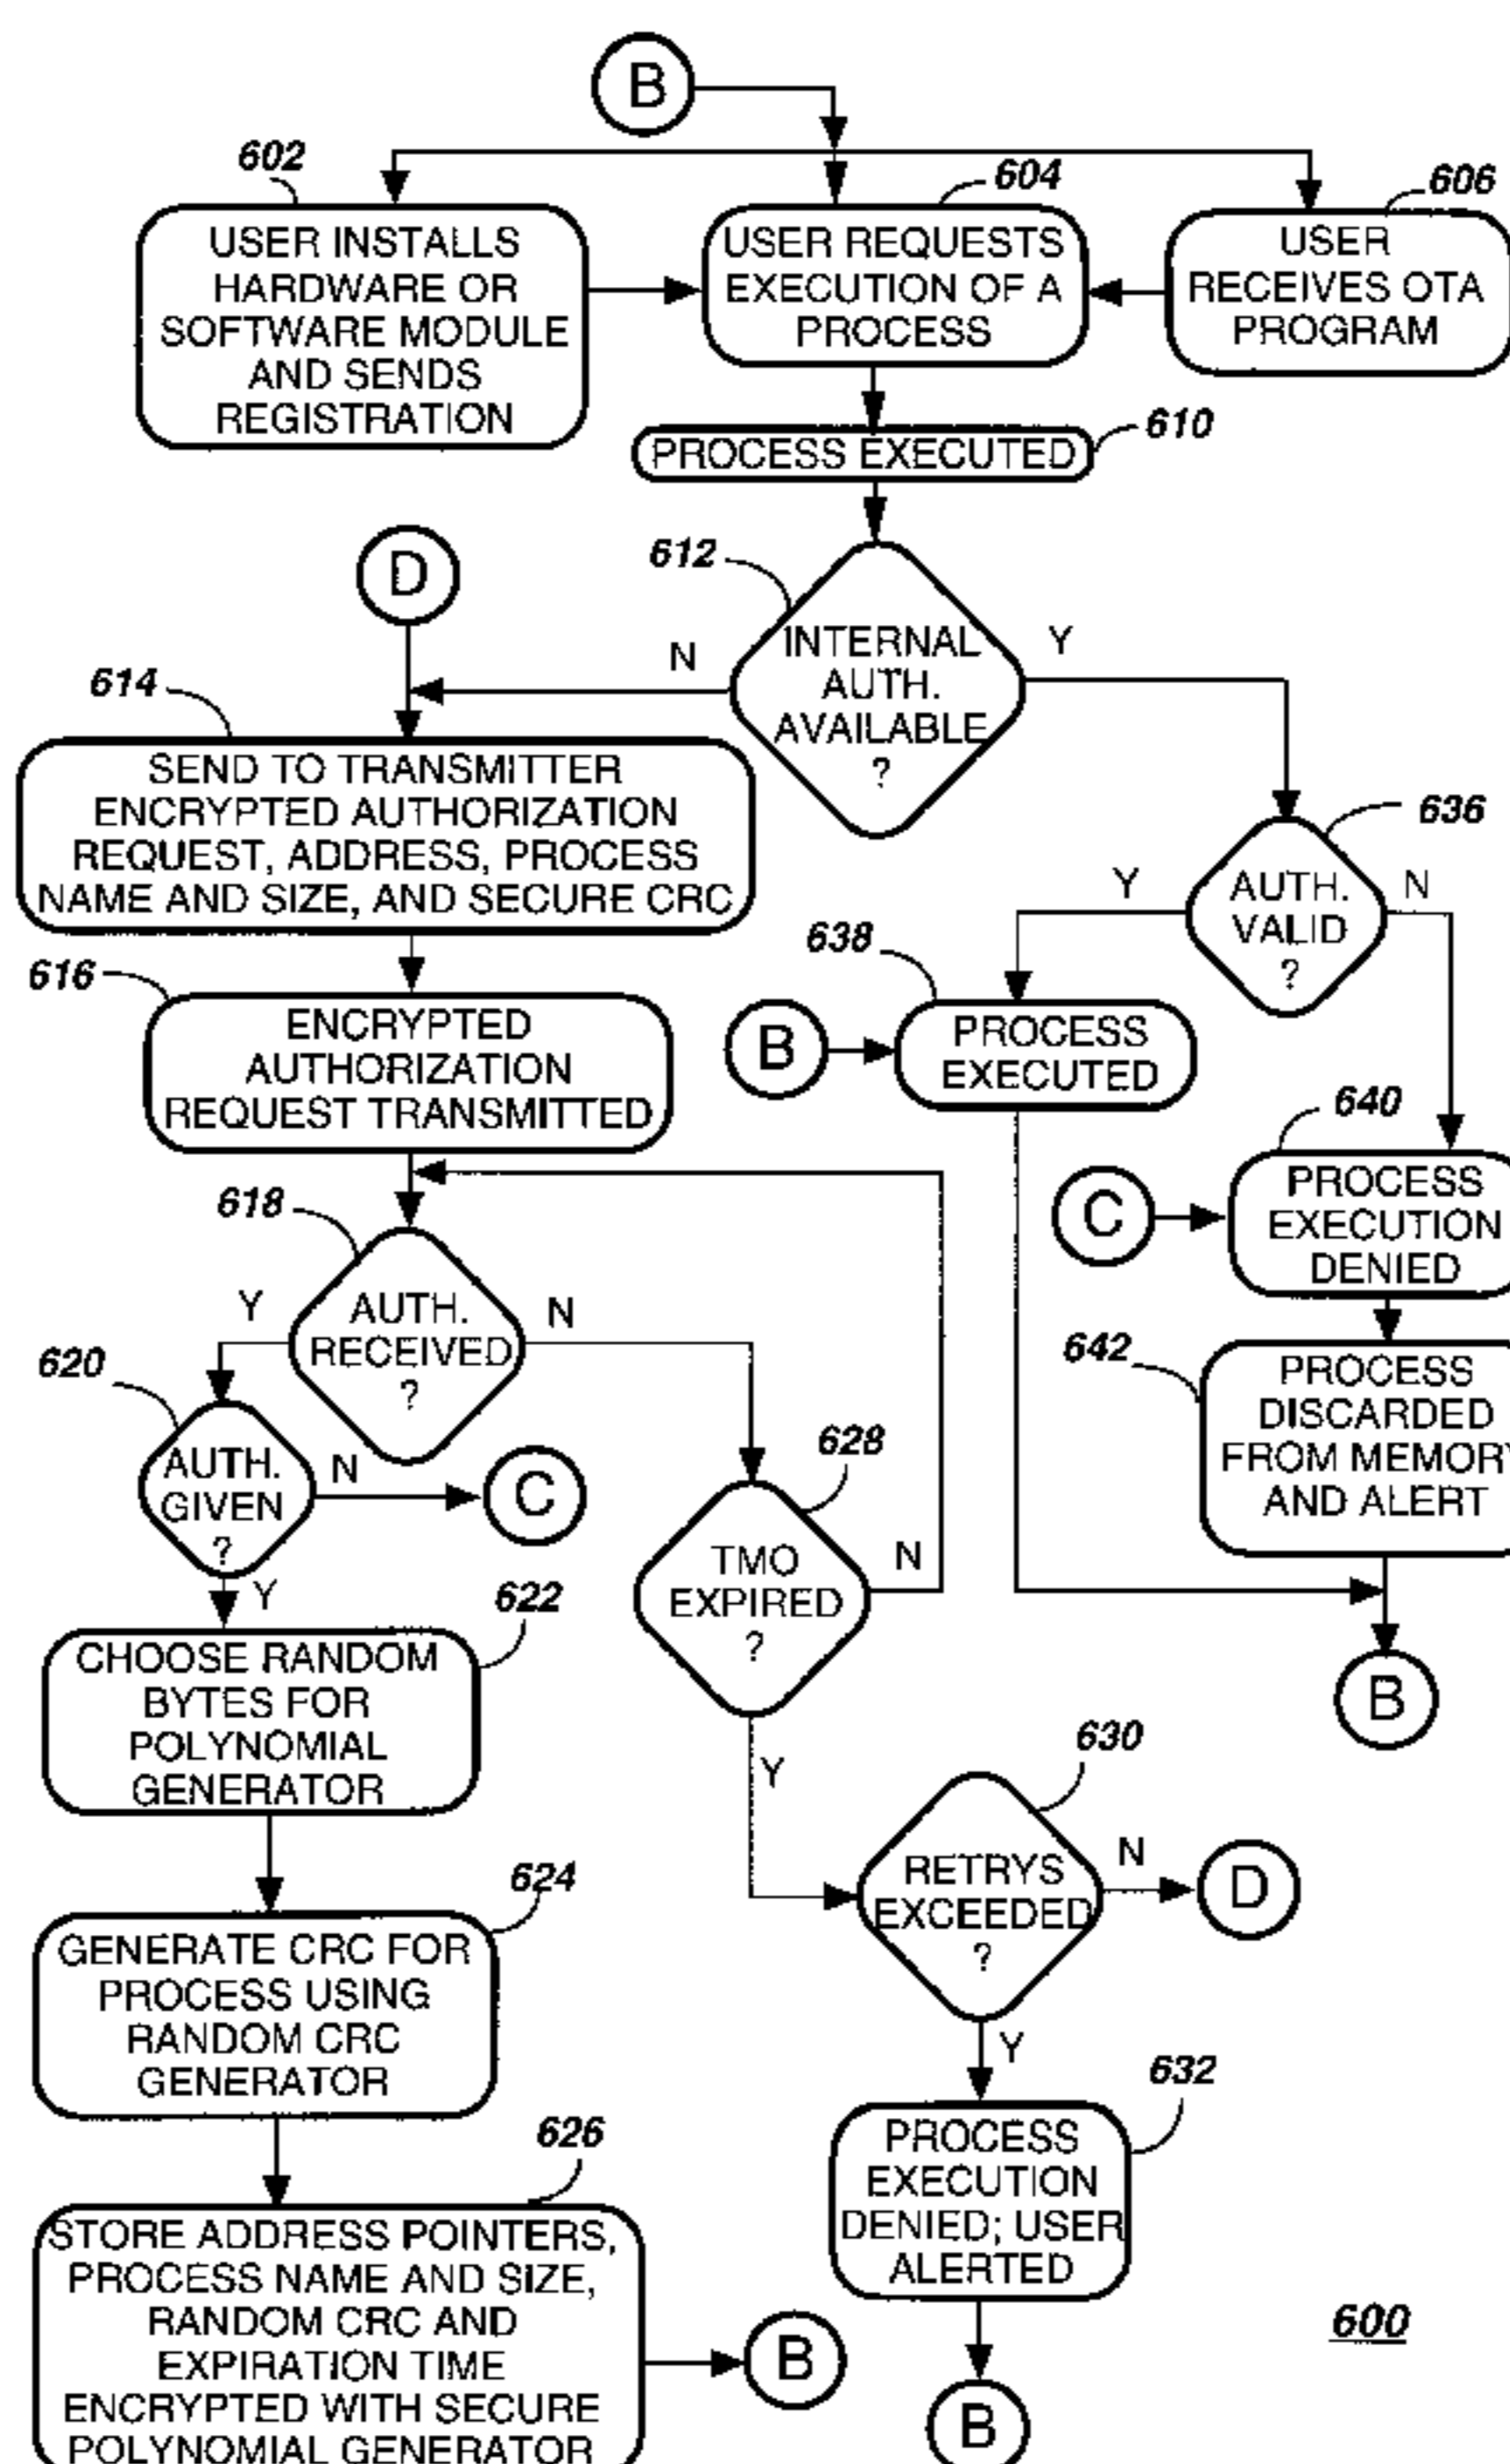 B
602
604
606
USER INSTALLS
HARDWARE OR
SOFTWARE MODULE
AND SENDS
REGISTRATION
USER REQUESTS
EXECUTION OF A
PROCESS
USER
RECEIVES OTA
PROGRAM
PROCESS EXECUTED
610
D
612
INTERNAL
AUTH.
AVAILABLE
?
N
Y
614
SEND TO TRANSMITTER
ENCRYPTED AUTHORIZATION
REQUEST, ADDRESS, PROCESS
NAME AND SIZE, AND SECURE CRC
636
AUTH.
VALID
?
Y
N
616
ENCRYPTED
AUTHORIZATION
REQUEST TRANSMITTED
638
B
PROCESS
EXECUTED
640
C
PROCESS
EXECUTION
DENIED
618
AUTH.
RECEIVED
?
Y
N
642
PROCESS
DISCARDED
FROM MEMORY
AND ALERT
B
620
AUTH.
GIVEN
?
N
C
Y
628
TMO
EXPIRED
?
N
Y
622
CHOOSE RANDOM
BYTES FOR
POLYNOMIAL
GENERATOR
630
RETRYS
EXCEEDED
?
N
D
Y
624
GENERATE CRC FOR
PROCESS USING
RANDOM CRC
GENERATOR
632
PROCESS
EXECUTION
DENIED; USER
ALERTED
B
626
STORE ADDRESS POINTERS,
PROCESS NAME AND SIZE,
RANDOM CRC AND
EXPIRATION TIME
ENCRYPTED WITH SECURE
POLYNOMIAL GENERATOR
B
600